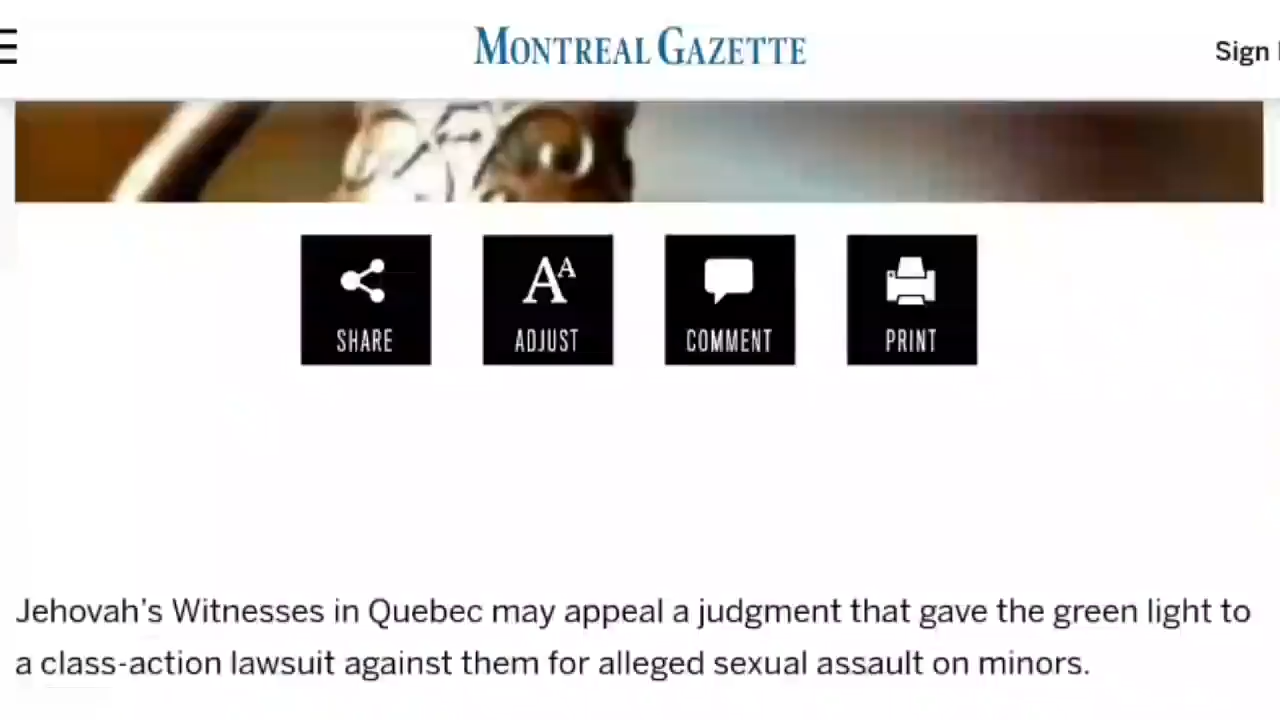 MONTREAL GAZETTE
Sign
SHARE
ADJUST
COMMENT
PRINT
Jehovah's Witnesses in Quebec may appeal a judgment that gave the green light to
a class-action lawsuit against them for alleged sexual assault on minors.